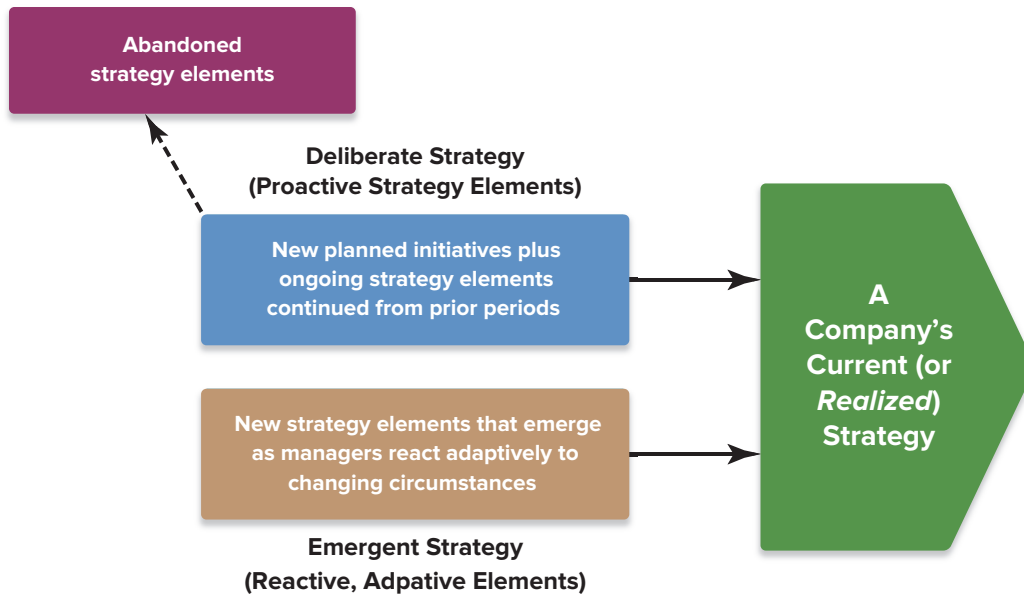 Abandoned
strategy elements
Deliberate Strategy
(Proactive Strategy Elements)
New planned initiatives plus
ongoing strategy elements
continued from prior periods
A
Company’s
Current (or
Realized)
Strategy
New strategy elements that emerge
as managers react adaptively to
changing circumstances
Emergent Strategy
(Reactive, Adpative Elements)